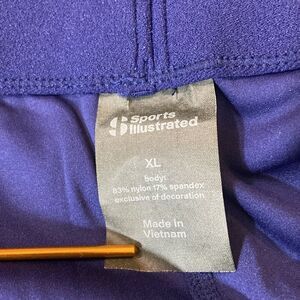 Sports
Illustrated
XL
Body:
83% nylon 17% spandex
exclusive of decoration
Made in
Vietnam